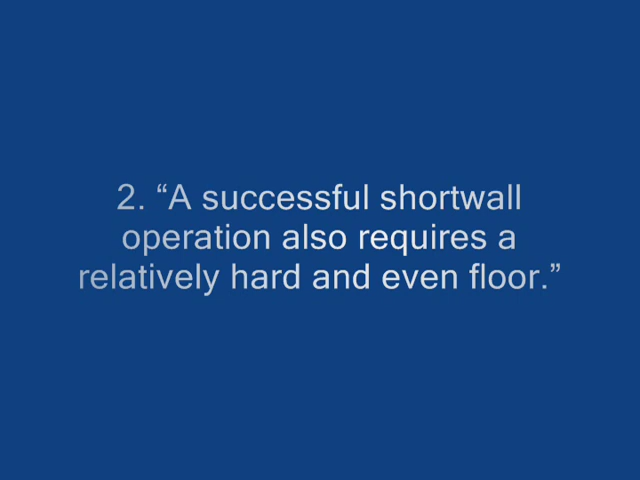 2. “A successful shortwall
operation also requires a
relatively hard and even floor.”